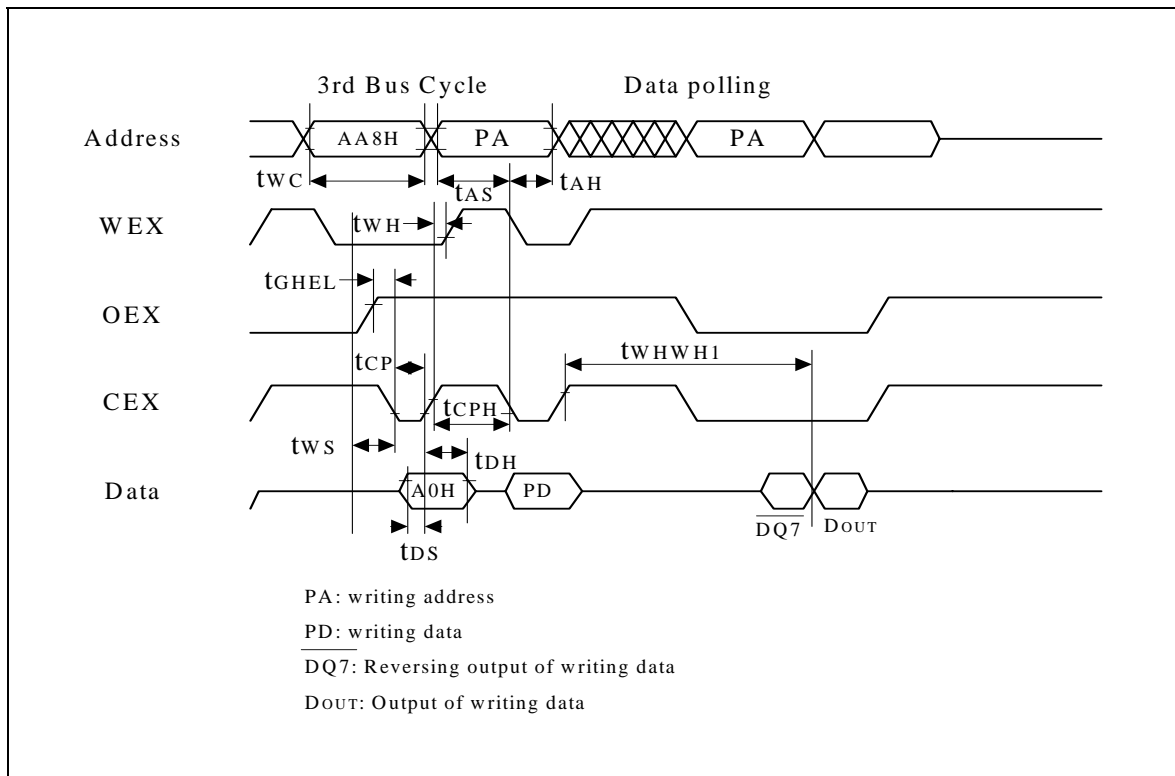 3rd Bus Cycle Data polling
Address AA8H PA PA
tWC tAS tAH
WEX tWH
tGHEL
OEX
tCP tWHWH1
CEX tCPH
tWS tDH
Data A0H PD
DQ7 DOUT
tDS
PA: writing address
PD: writing data
DQ7: Reversing output of writing data
DOUT: Output of writing data